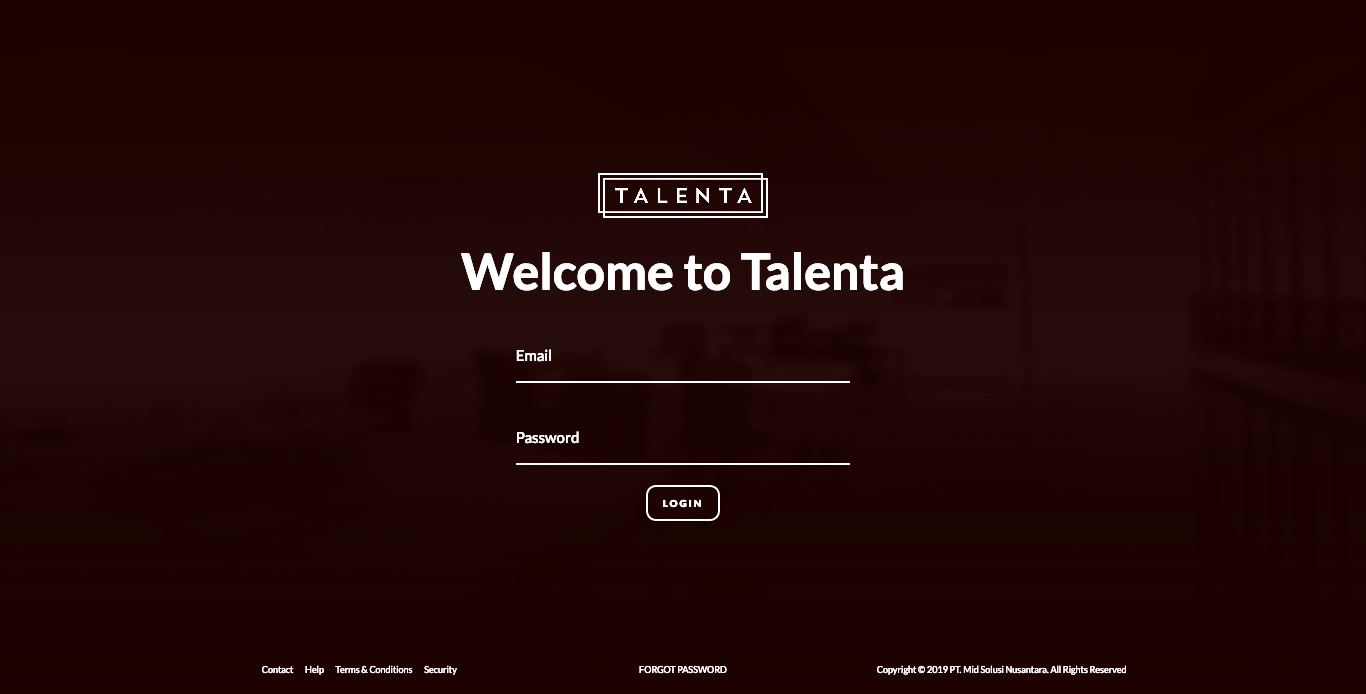 TALENTA
Welcome to Talenta
Email
Password
LOGIN
Contact Help Terms & Conditions Security FORGOT PASSWORD Copyright © 2019 PT. Mid Solusi Nusantara. All Rights Reserved